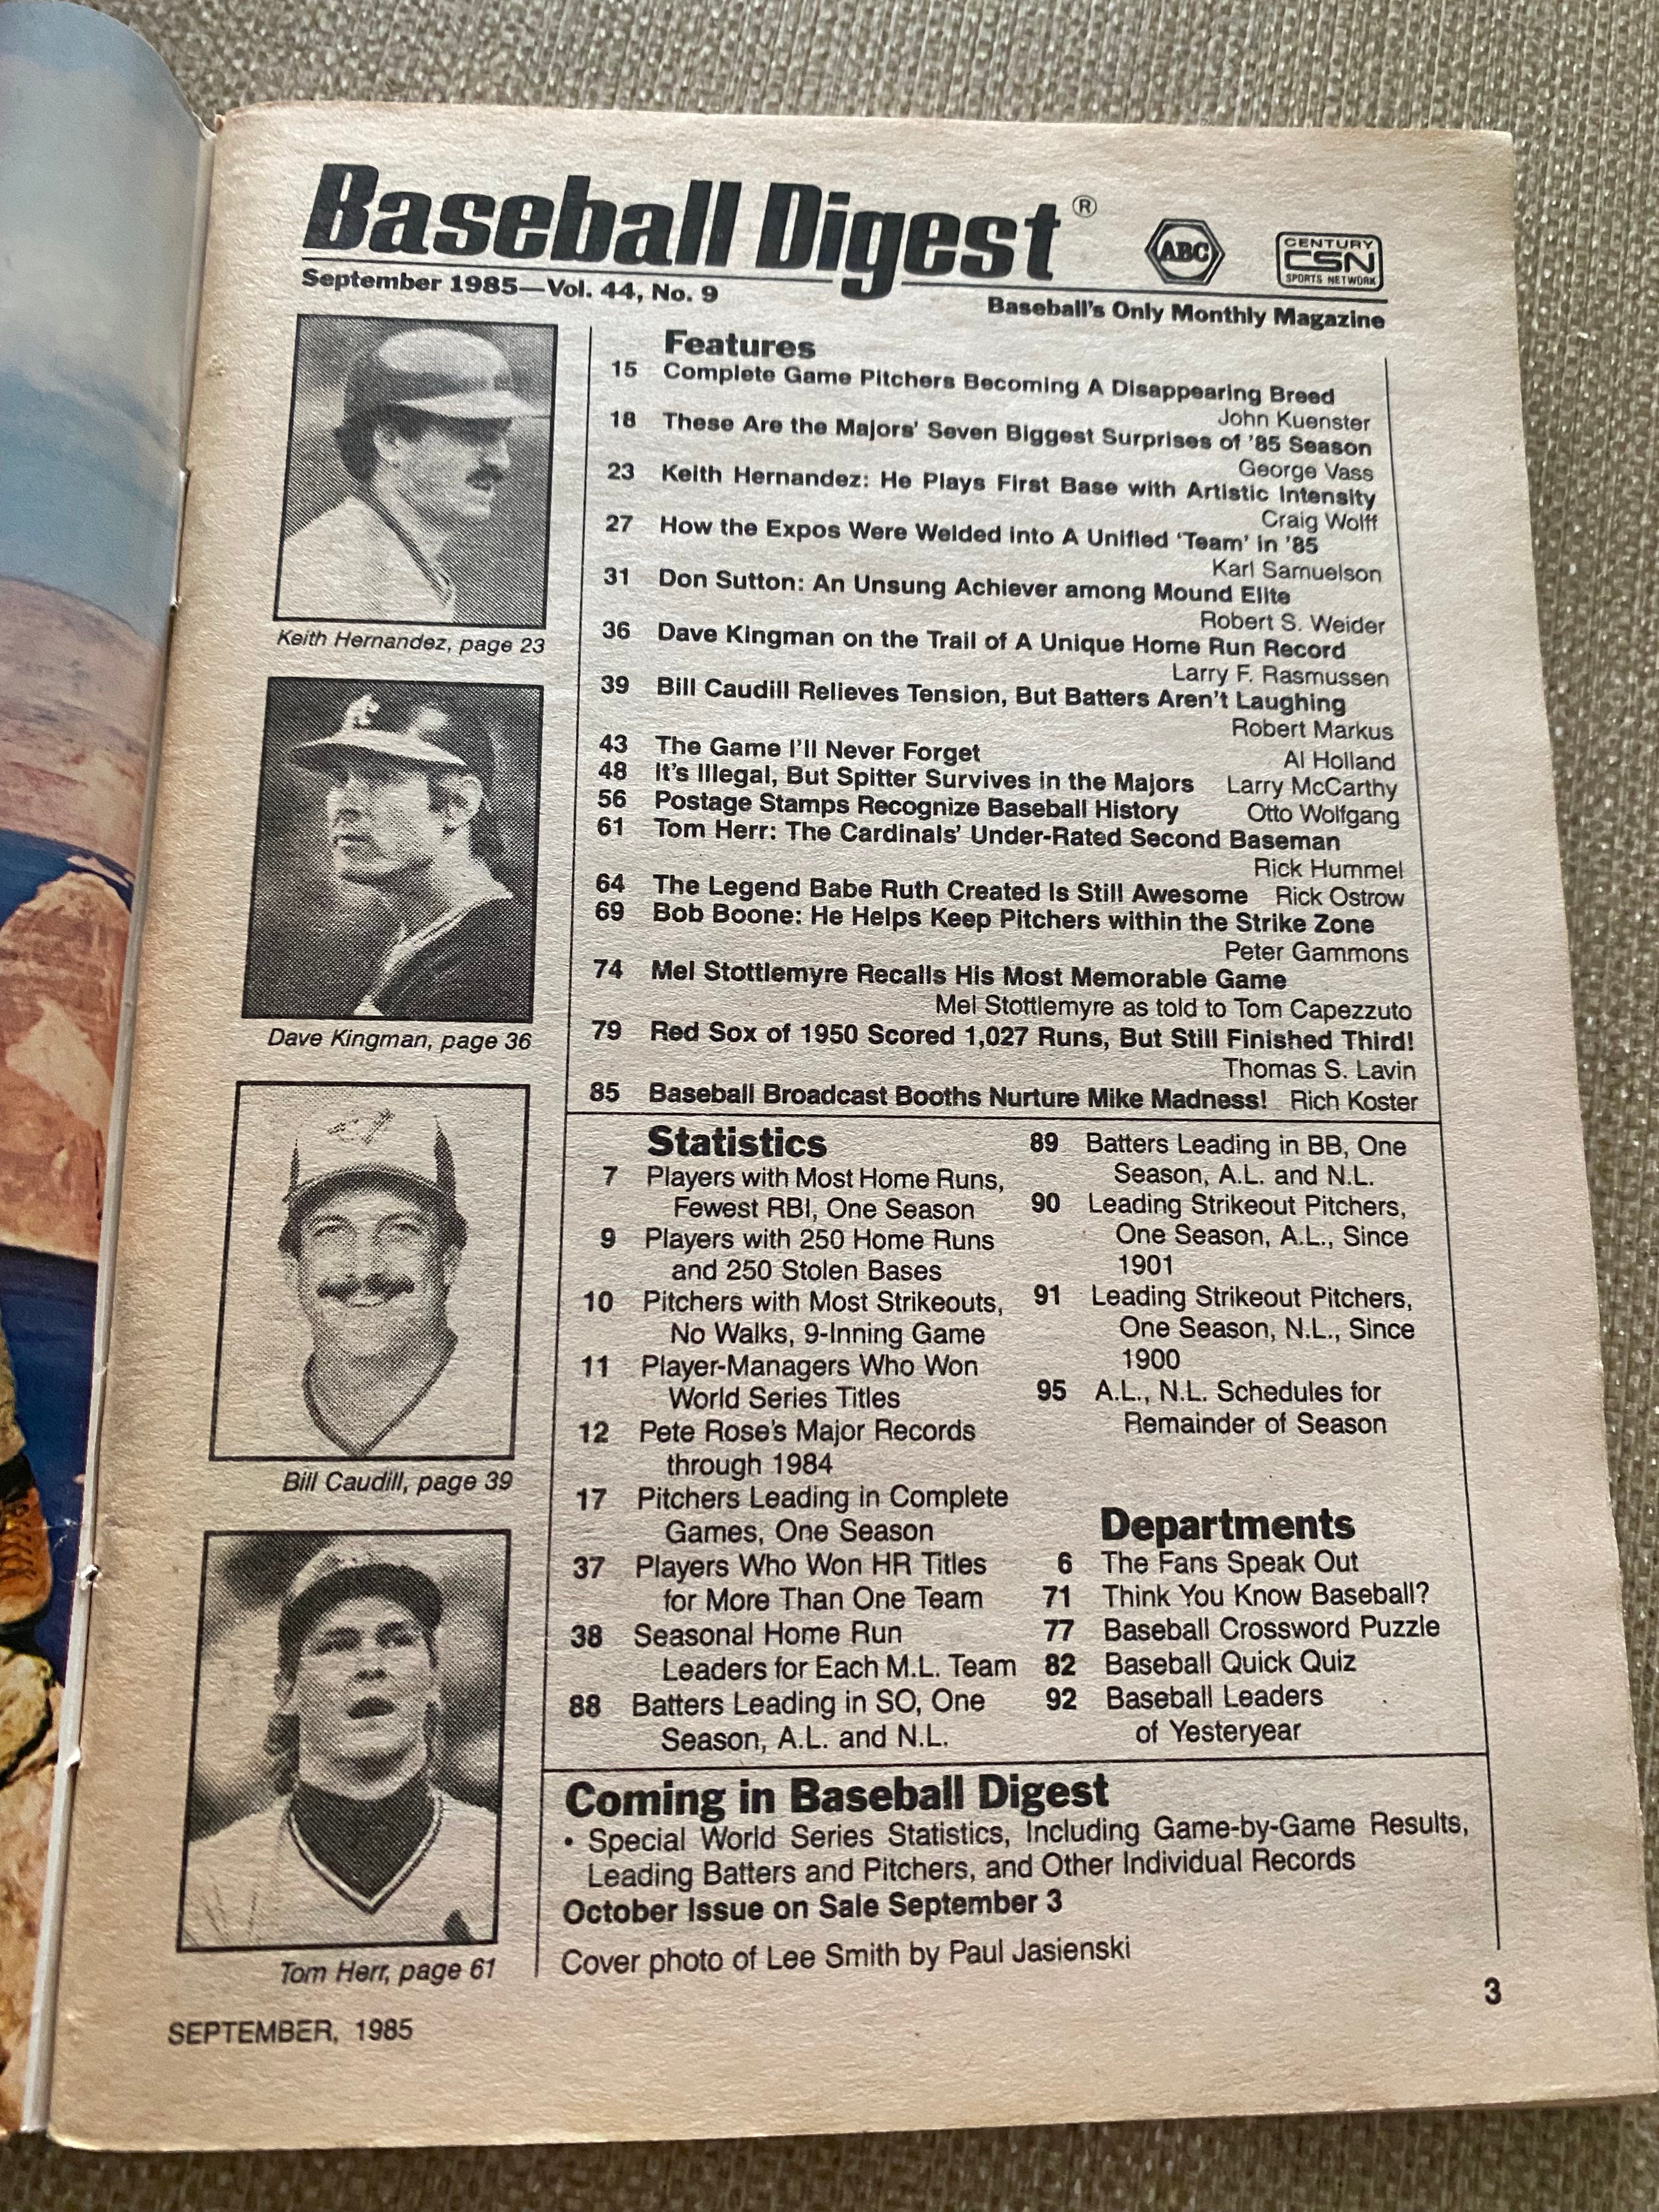 Baseball Digest®
ABC
CENTURY
CSN
SPORTS NETWORK
September 1985—Vol. 44, No. 9
Baseball's Only Monthly Magazine
Keith Hernandez, page 23
Dave Kingman, page 36
Bill Caudill, page 39
Tom Herr, page 61
Features
15 Complete Game Pitchers Becoming A Disappearing Breed
John Kuenster
18 These Are the Majors' Seven Biggest Surprises of '85 Season
George Vass
23 Keith Hernandez: He Plays First Base with Artistic Intensity
Craig Wolff
27 How the Expos Were Welded into A Unified 'Team' in '85
Karl Samuelson
31 Don Sutton: An Unsung Achiever among Mound Elite
Robert S. Weider
36 Dave Kingman on the Trail of A Unique Home Run Record
Larry F. Rasmussen
39 Bill Caudill Relieves Tension, But Batters Aren't Laughing
Robert Markus
43 The Game I'll Never Forget Al Holland
48 It's Illegal, But Spitter Survives in the Majors Larry McCarthy
56 Postage Stamps Recognize Baseball History Otto Wolfgang
61 Tom Herr: The Cardinals' Under-Rated Second Baseman
Rick Hummel
64 The Legend Babe Ruth Created Is Still Awesome Rick Ostrow
69 Bob Boone: He Helps Keep Pitchers within the Strike Zone
Peter Gammons
74 Mel Stottlemyre Recalls His Most Memorable Game
Mel Stottlemyre as told to Tom Capezzuto
79 Red Sox of 1950 Scored 1,027 Runs, But Still Finished Third!
Thomas S. Lavin
85 Baseball Broadcast Booths Nurture Mike Madness! Rich Koster
Statistics
7 Players with Most Home Runs,
Fewest RBI, One Season
9 Players with 250 Home Runs
and 250 Stolen Bases
10 Pitchers with Most Strikeouts,
No Walks, 9-Inning Game
11 Player-Managers Who Won
World Series Titles
12 Pete Rose's Major Records
through 1984
17 Pitchers Leading in Complete
Games, One Season
37 Players Who Won HR Titles
for More Than One Team
38 Seasonal Home Run
Leaders for Each M.L. Team
88 Batters Leading in SO, One
Season, A.L. and N.L.
89 Batters Leading in BB, One
Season, A.L. and N.L.
90 Leading Strikeout Pitchers,
One Season, A.L., Since
1901
91 Leading Strikeout Pitchers,
One Season, N.L., Since
1900
95 A.L., N.L. Schedules for
Remainder of Season
Departments
6 The Fans Speak Out
71 Think You Know Baseball?
77 Baseball Crossword Puzzle
82 Baseball Quick Quiz
92 Baseball Leaders
of Yesteryear
Coming in Baseball Digest
• Special World Series Statistics, Including Game-by-Game Results,
Leading Batters and Pitchers, and Other Individual Records
October Issue on Sale September 3
Cover photo of Lee Smith by Paul Jasienski
3
SEPTEMBER, 1985